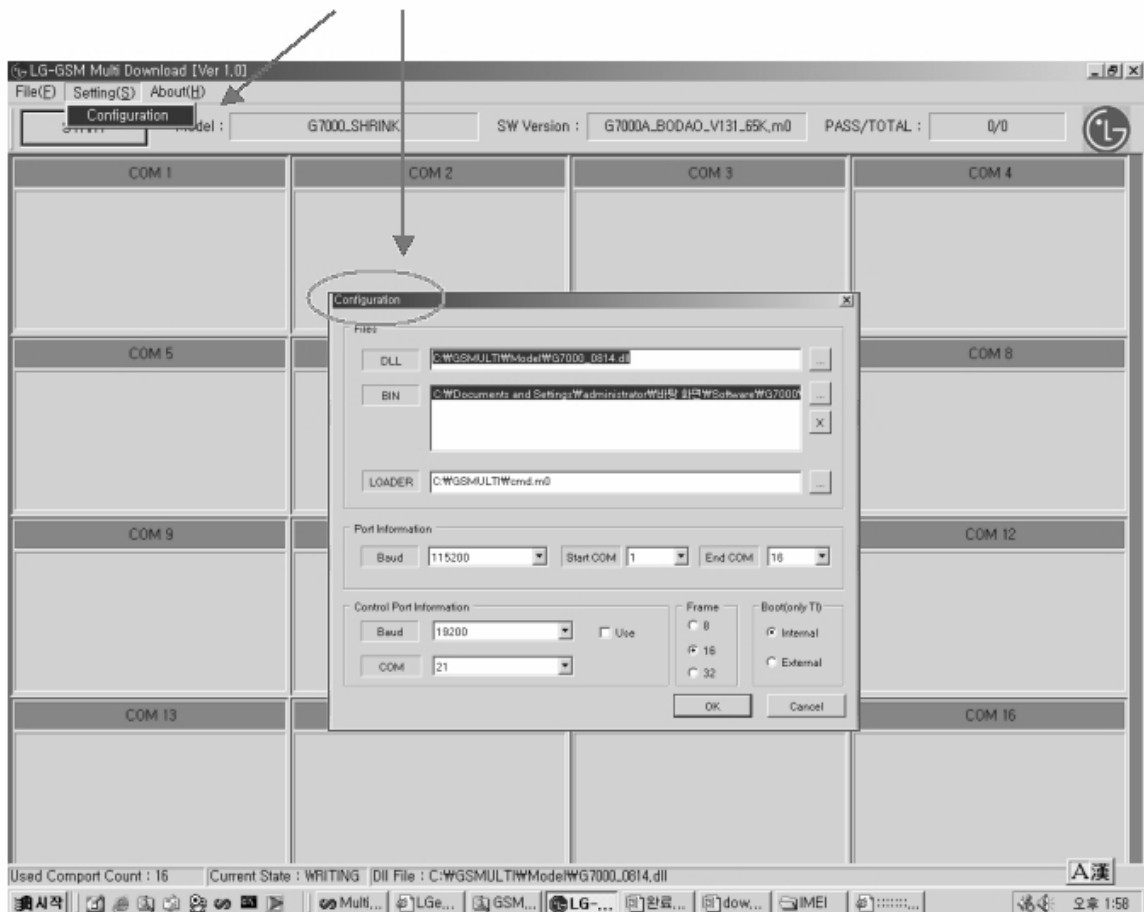 LG-GSM Multi Download [Ver 1,0]
File(F) Setting(S) About(H)
Configuration
Model : G7000_SHRINK SW Version : G7000A_BODAO_V131_65K,m0 PASS/TOTAL : 0/0
COM 1 COM 2 COM 3 COM 4
Configuration
Files
COM 5 COM 8
DLL C:₩GSMULTI₩Model₩G7000_0814.dll ...
BIN C:₩Documents and Settings₩administrator₩바탕 화면₩Software₩G7000₩ ...
X
LOADER C:₩GSMULTI₩cmd.m0 ...
COM 9 COM 12
Port Information
Baud 115200 Start COM 1 End COM 16
Control Port Information Frame Boot(only TI)
Baud 19200 Use 8 Internal
16
COM 21 32 External
OK Cancel
COM 13 COM 16
Used Comport Count : 16 Current State : WRITING Dll File : C:₩GSMULTI₩Model₩G7000_0814,dll
A漢
시작 Multi... LGe... GSM... LG-... 완료... dow... IMEI :::::::,... 오후 1:58